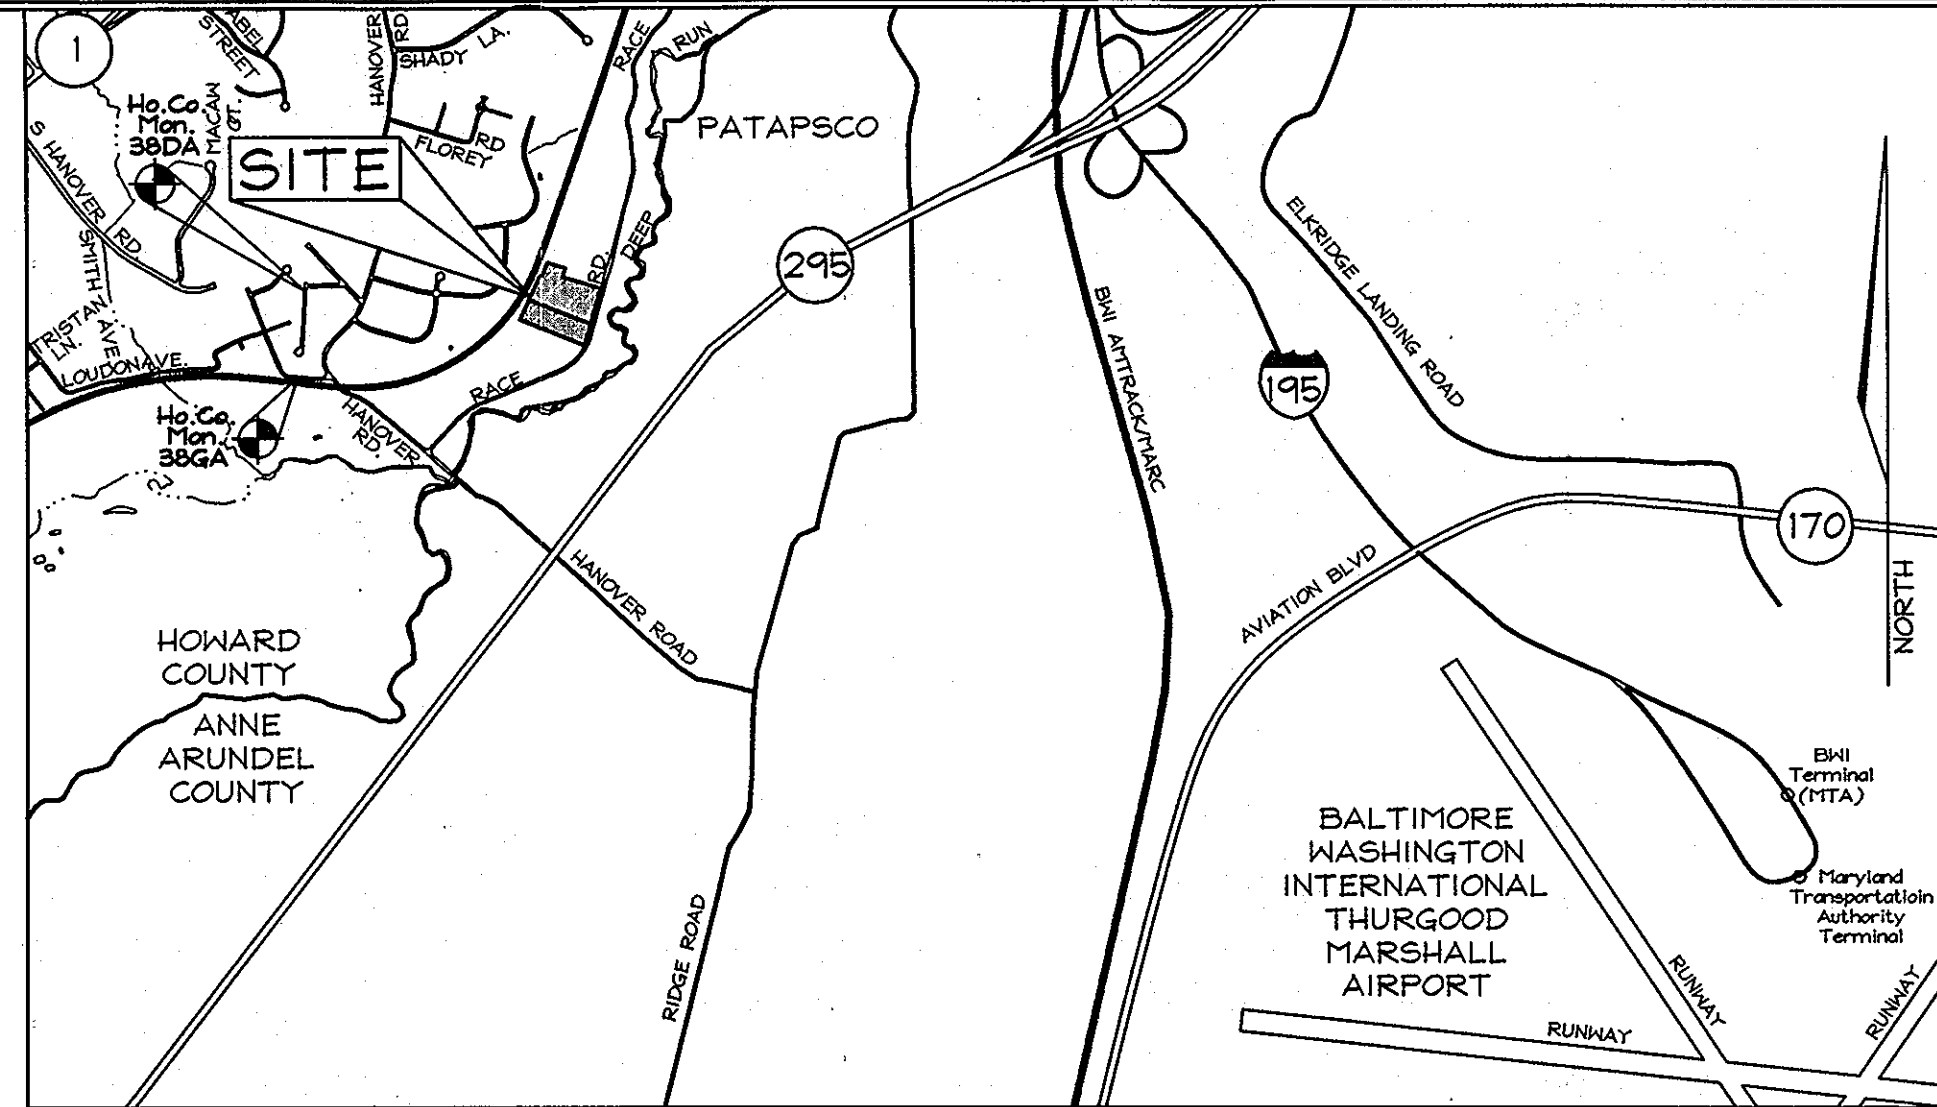 1
ABEL
STREET
HANOVER
RD
SHADY LA.
RACE
RUN
Ho.Co.
Mon.
38DA
MACAW
CT.
FLOREY
RD
PATAPSCO
SITE
S HANOVER RD
SMITH AVE
TRISTAN
LN.
LOUDON AVE.
RD.
DEEP
295
RACE
HANOVER
RD.
Ho.Co.
Mon.
38GA
BWI AMTRACK/MARC
ELKRIDGE LANDING ROAD
195
170
NORTH
HANOVER ROAD
AVIATION BLVD
HOWARD
COUNTY
ANNE
ARUNDEL
COUNTY
RIDGE ROAD
BALTIMORE
WASHINGTON
INTERNATIONAL
THURGOOD
MARSHALL
AIRPORT
BWI
Terminal
(MTA)
Maryland
Transportatioin
Authority
Terminal
RUNWAY
RUNWAY
RUNWAY